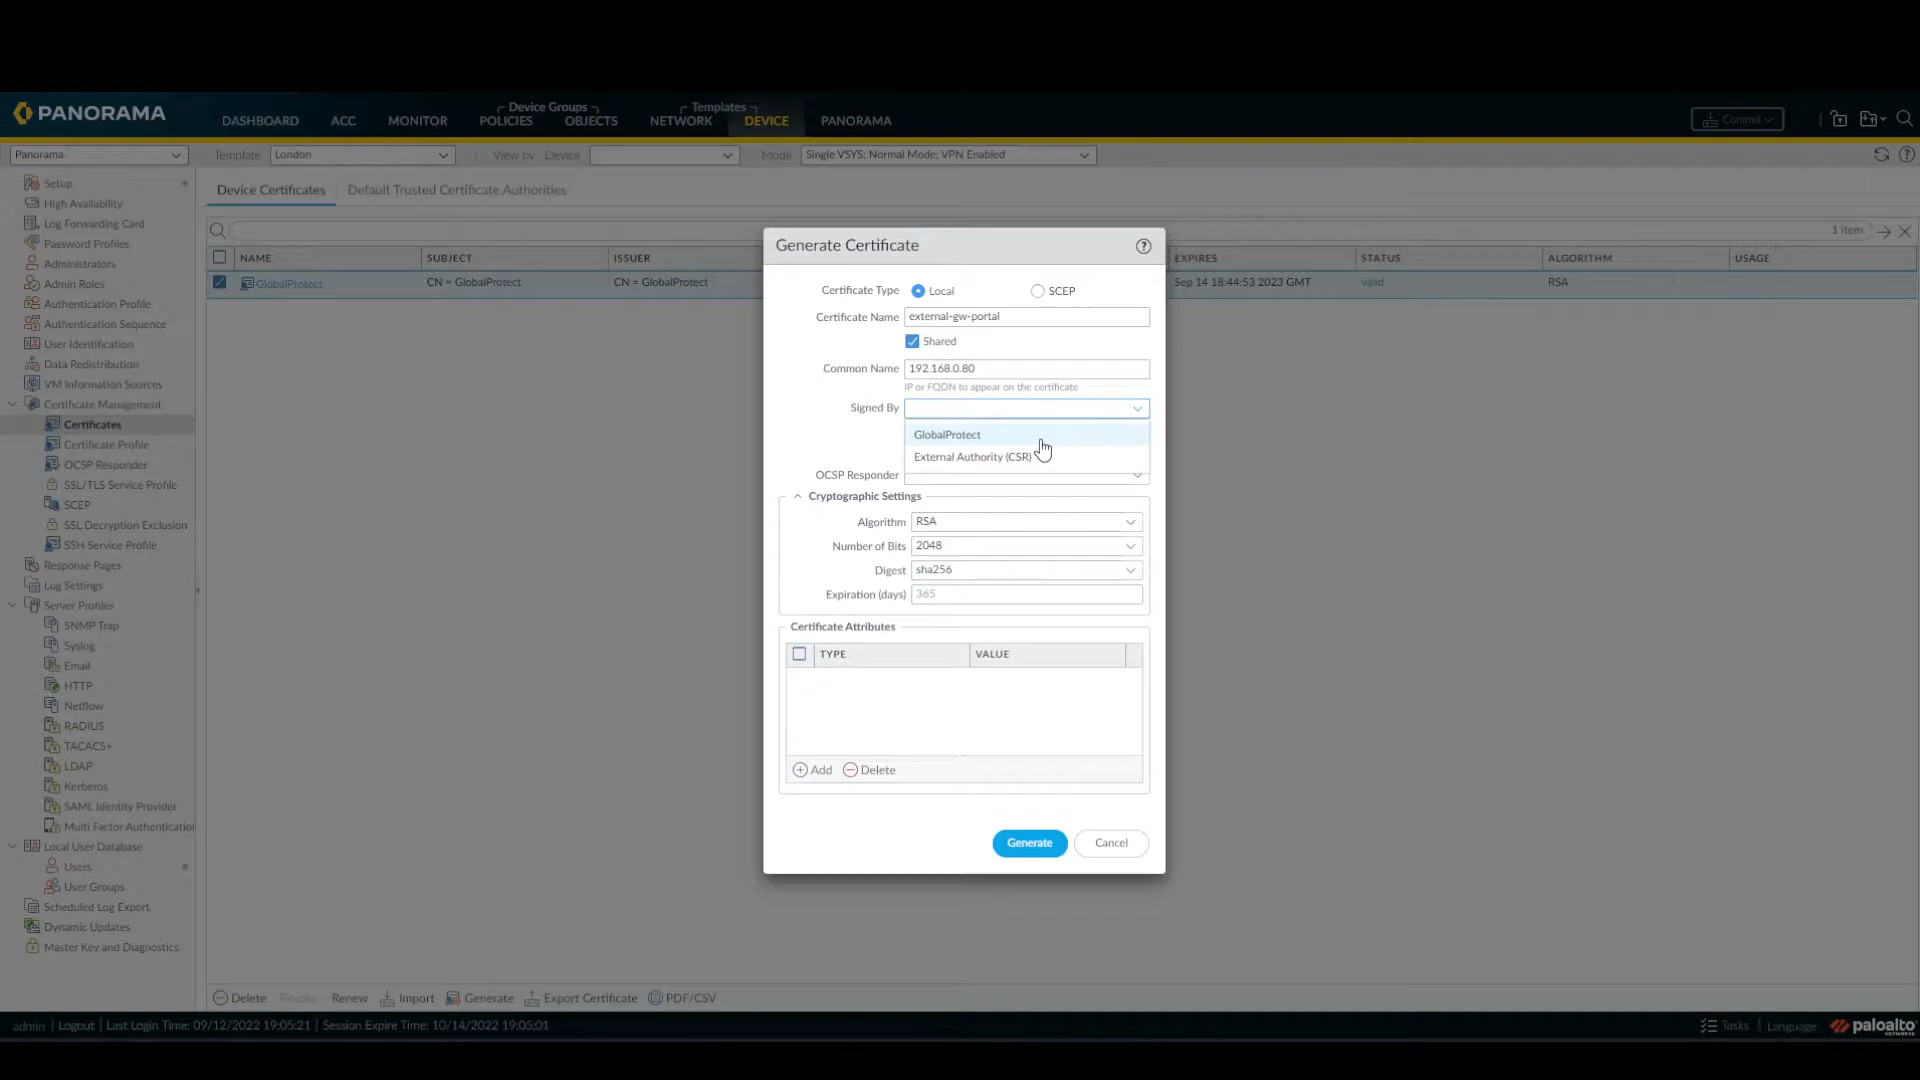 PANORAMA
DASHBOARD
ACC
MONITOR
Device Groups
POLICIES
OBJECTS
Templates
NETWORK
DEVICE
PANORAMA
Commit
Panorama
Template
London
View by
Device
Mode
Single VSYS; Normal Mode; VPN Enabled
Setup
High Availability
Log Forwarding Card
Password Profiles
Administrators
Admin Roles
Authentication Profile
Authentication Sequence
User Identification
Data Redistribution
VM Information Sources
Certificate Management
Certificates
Certificate Profile
OCSP Responder
SSL/TLS Service Profile
SCEP
SSL Decryption Exclusion
SSH Service Profile
Response Pages
Log Settings
Server Profiles
SNMP Trap
Syslog
Email
HTTP
Netflow
RADIUS
TACACS+
LDAP
Kerberos
SAML Identity Provider
Multi Factor Authentication
Local User Database
Users
User Groups
Scheduled Log Export
Dynamic Updates
Master Key and Diagnostics
Device Certificates
Default Trusted Certificate Authorities
1 item
NAME SUBJECT ISSUER EXPIRES STATUS ALGORITHM USAGE
GlobalProtect CN = GlobalProtect CN = GlobalProtect Sep 14 18:44:53 2023 GMT valid RSA
Generate Certificate
Certificate Type Local SCEP
Certificate Name external-gw-portal
Shared
Common Name 192.168.0.80
IP or FQDN to appear on the certificate
Signed By
GlobalProtect
External Authority (CSR)
OCSP Responder
Cryptographic Settings
Algorithm RSA
Number of Bits 2048
Digest sha256
Expiration (days) 365
Certificate Attributes
TYPE VALUE
Add Delete
Generate Cancel
Delete Revoke Renew Import Generate Export Certificate PDF/CSV
admin | Logout | Last Login Time: 09/12/2022 19:05:21 | Session Expire Time: 10/14/2022 19:05:01
Tasks | Language
paloalto
NETWORKS